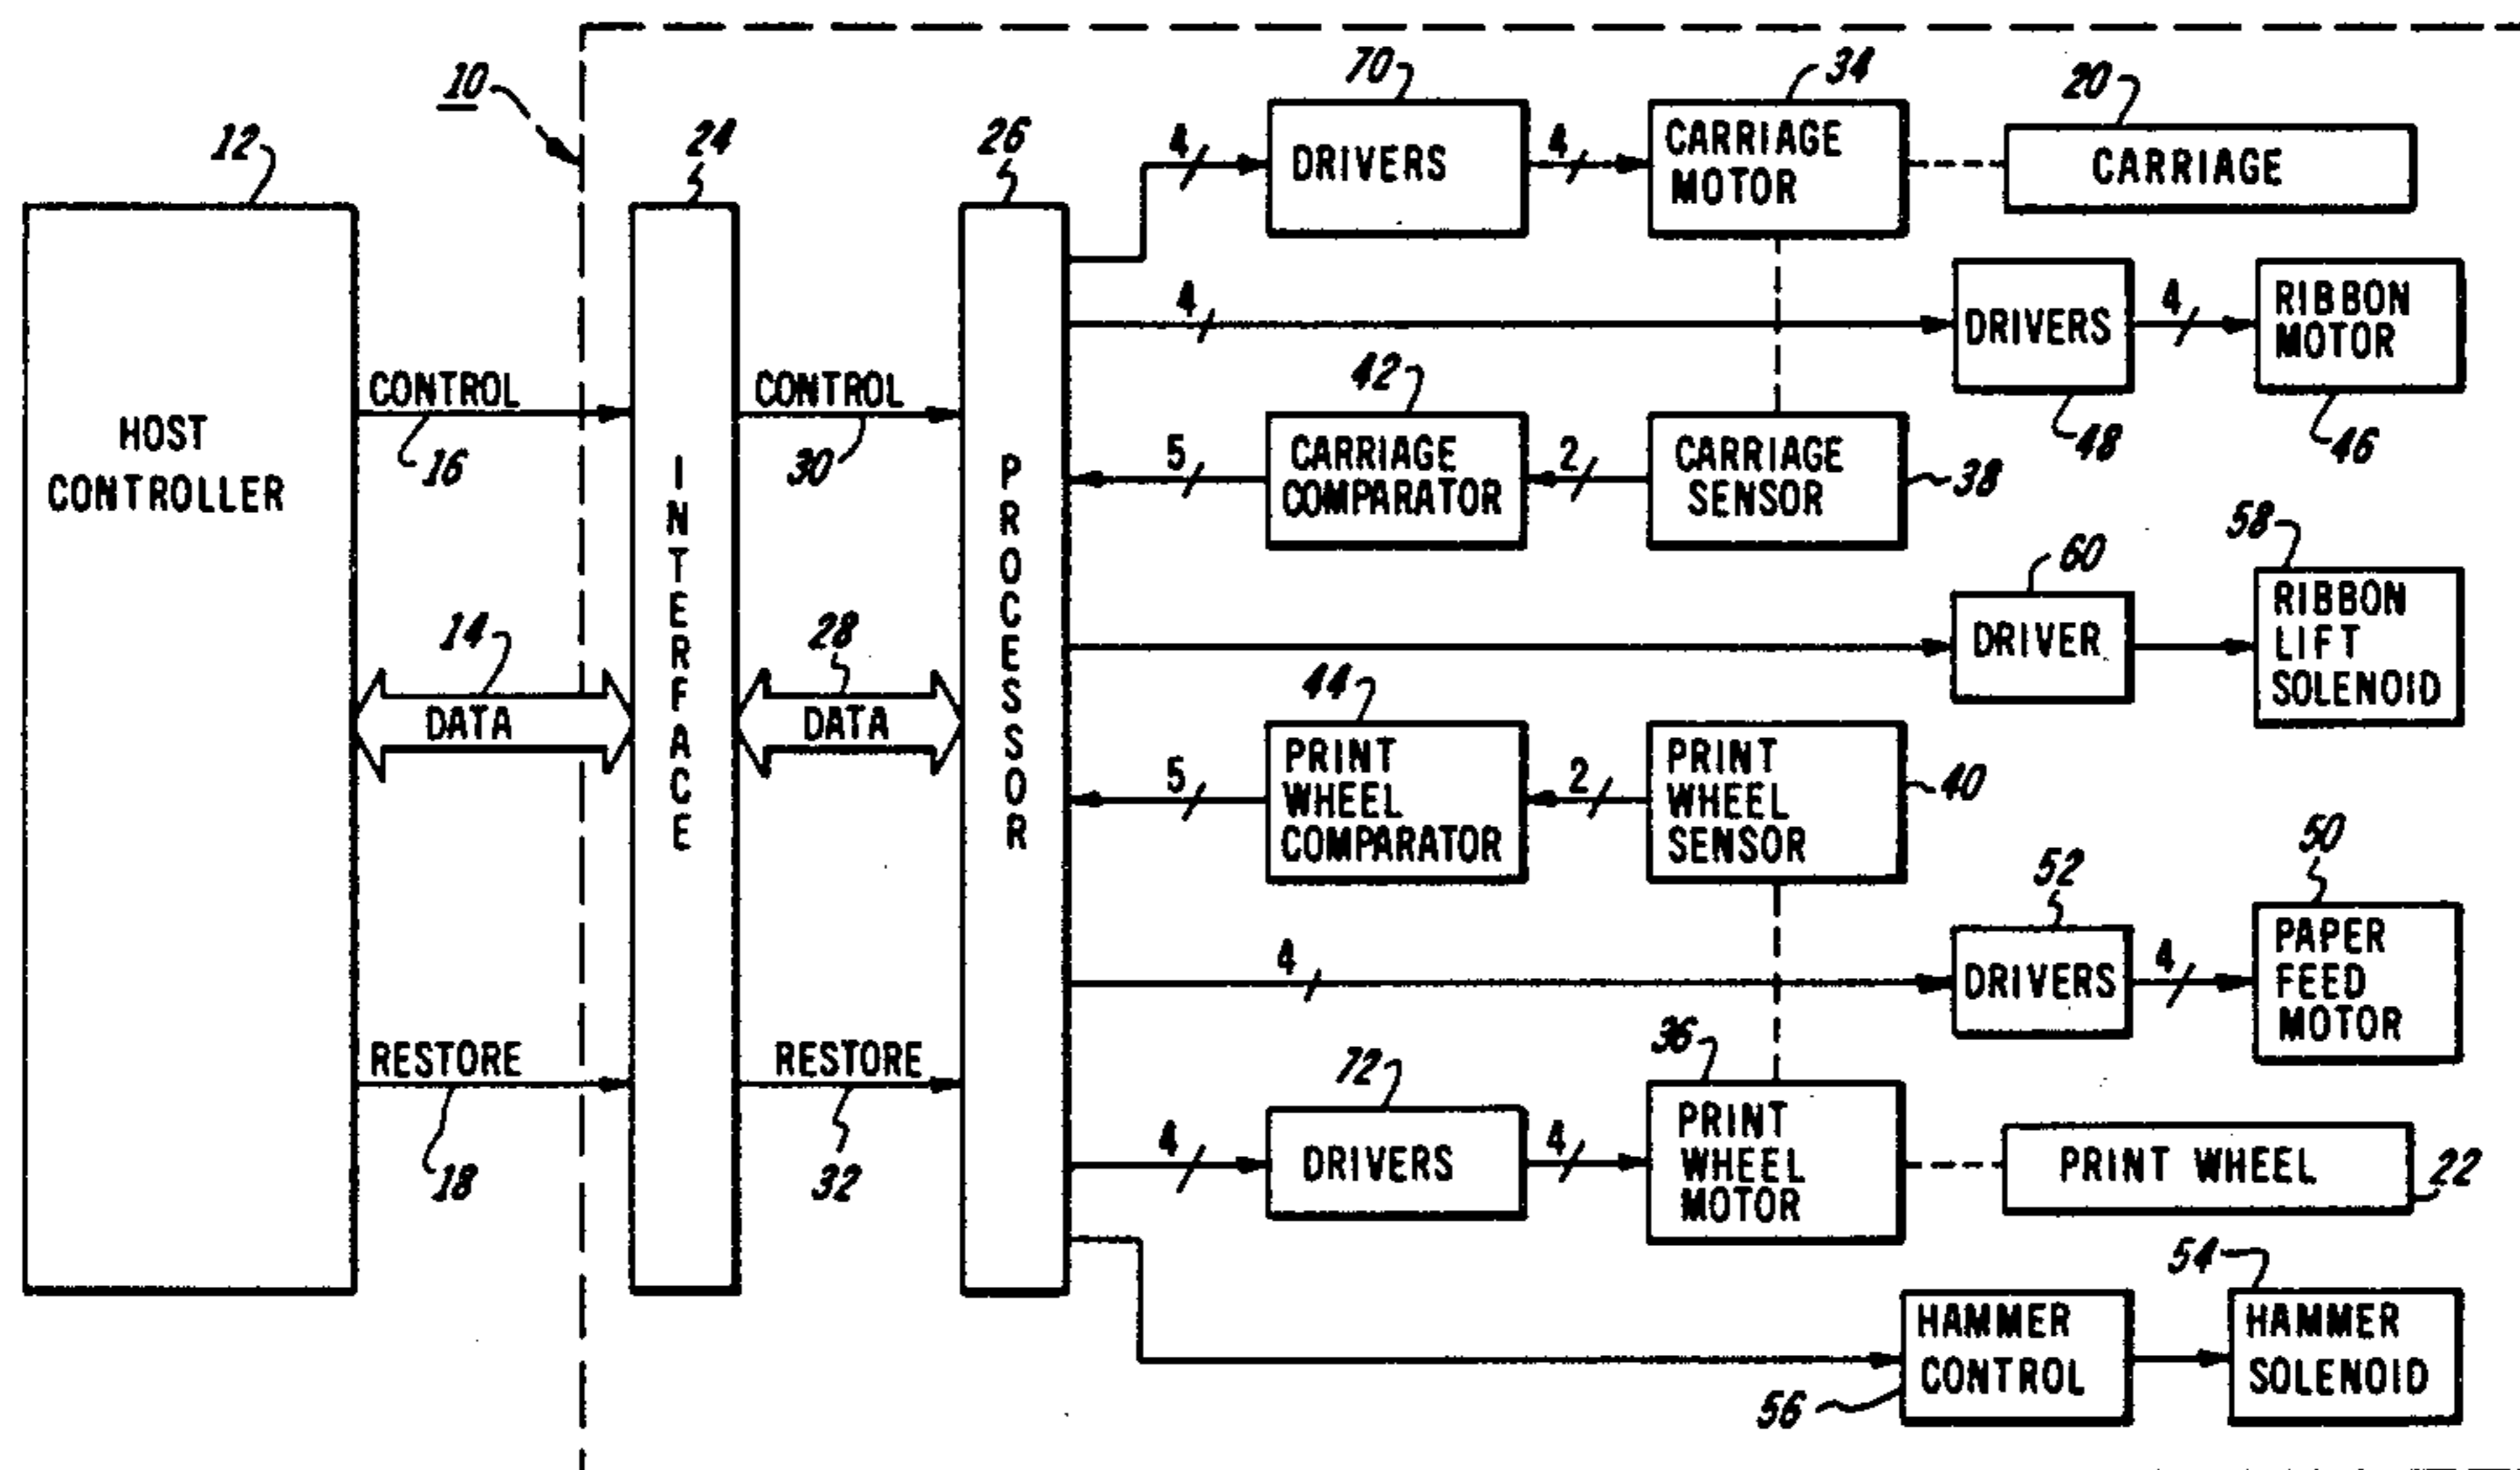 10
12
HOST
CONTROLLER
CONTROL
16
14
DATA
RESTORE
18
24
INTERFACE
CONTROL
30
28
DATA
RESTORE
32
26
PROCESSOR
4
70
DRIVERS
4
34
CARRIAGE
MOTOR
20
CARRIAGE
4
DRIVERS
48
4
RIBBON
MOTOR
46
5
42
CARRIAGE
COMPARATOR
2
CARRIAGE
SENSOR
38
60
DRIVER
58
RIBBON
LIFT
SOLENOID
5
44
PRINT
WHEEL
COMPARATOR
2
PRINT
WHEEL
SENSOR
40
4
52
DRIVERS
4
50
PAPER
FEED
MOTOR
4
72
DRIVERS
4
36
PRINT
WHEEL
MOTOR
PRINT WHEEL
22
HAMMER
CONTROL
56
54
HAMMER
SOLENOID